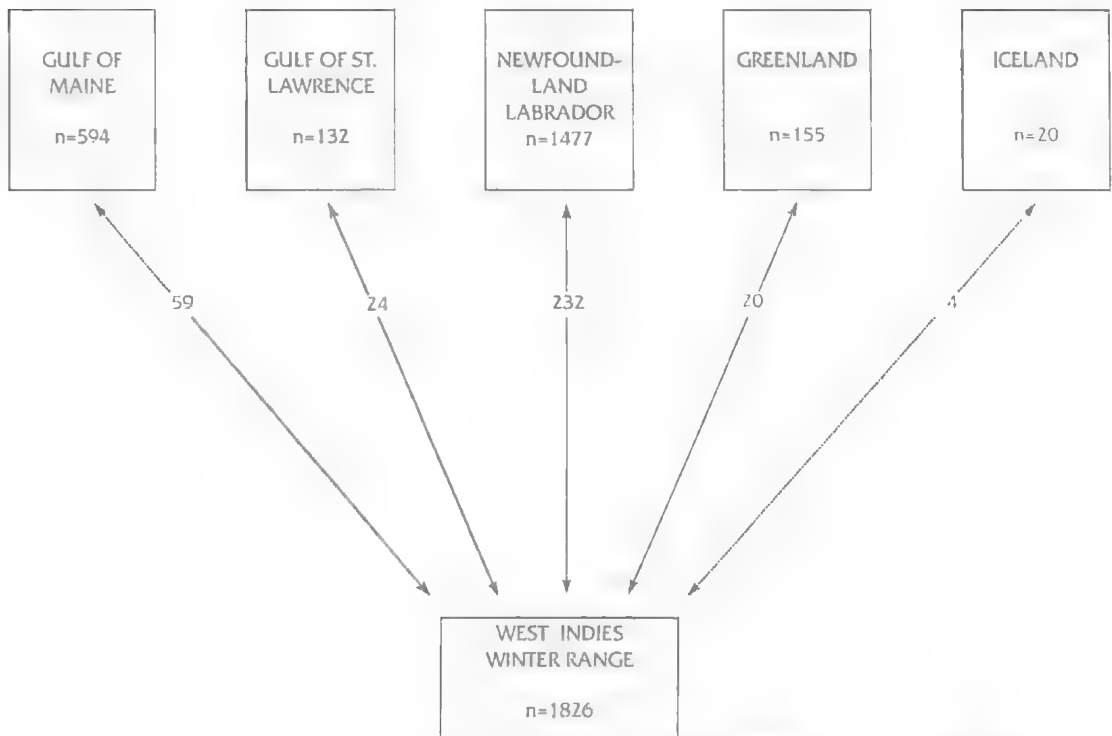 GULF OF
MAINE
n=594
GULF OF ST.
LAWRENCE
n=132
NEWFOUND-
LAND
LABRADOR
n=1477
GREENLAND
n=155
ICELAND
n=20
59
24
232
20
4
WEST INDIES
WINTER RANGE
n=1826